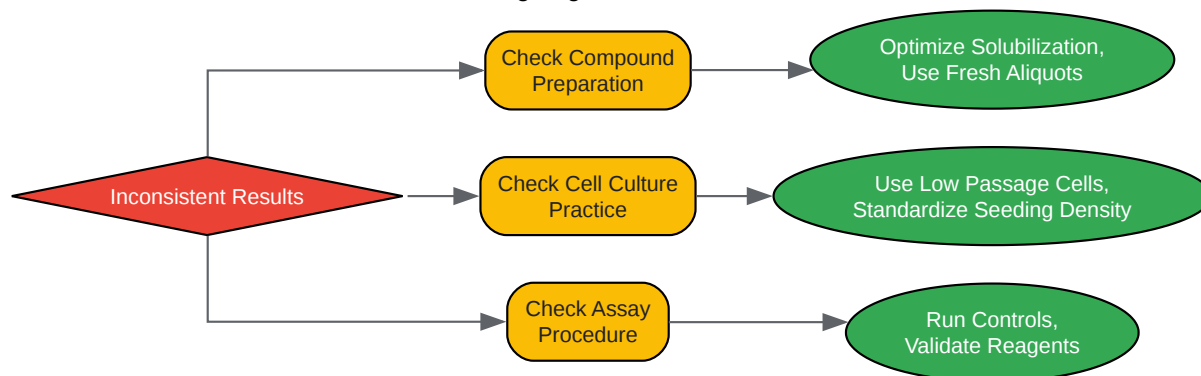 Inconsistent Results
Check Compound
Preparation
Optimize Solubilization,
Use Fresh Aliquots
Check Cell Culture
Practice
Use Low Passage Cells,
Standardize Seeding Density
Check Assay
Procedure
Run Controls,
Validate Reagents